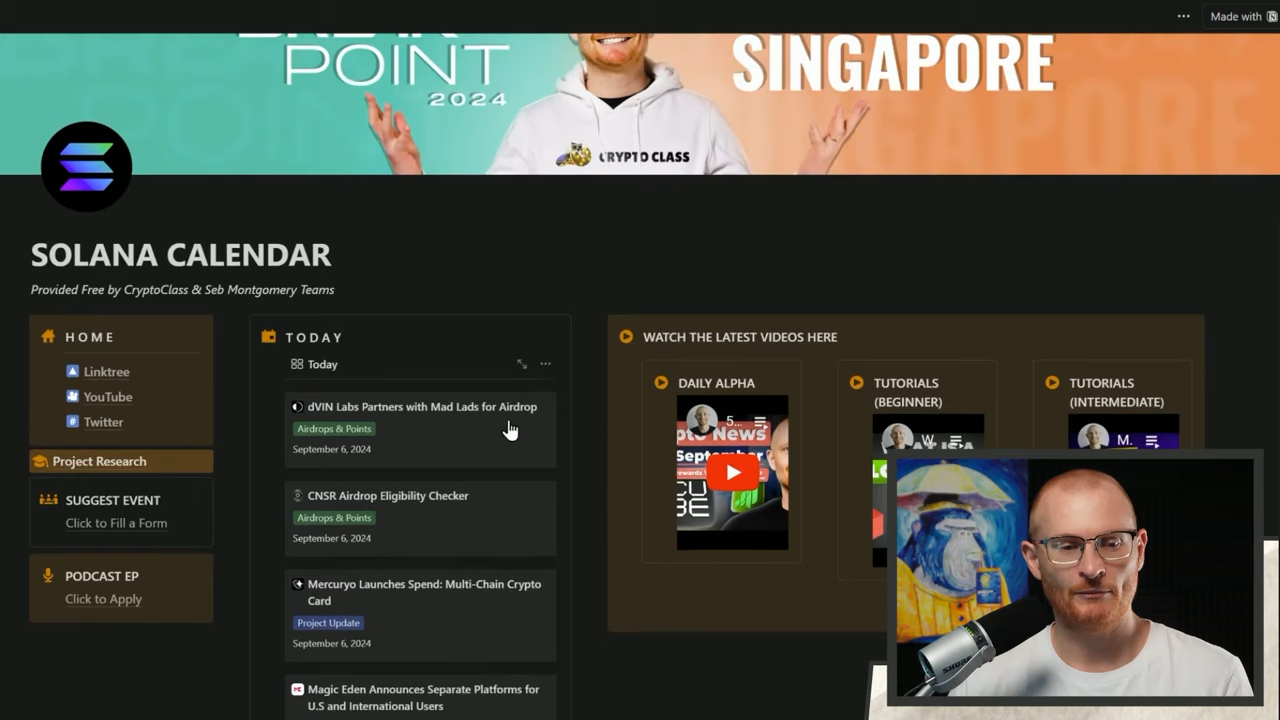 Made with
POINT
2024
SINGAPORE
CRYPTO CLASS
SOLANA CALENDAR
Provided Free by CryptoClass & Seb Montgomery Teams
HOME
Linktree
YouTube
Twitter
Project Research
SUGGEST EVENT
Click to Fill a Form
PODCAST EP
Click to Apply
TODAY
Today
dVIN Labs Partners with Mad Lads for Airdrop
Airdrops & Points
September 6, 2024
CNSR Airdrop Eligibility Checker
Airdrops & Points
September 6, 2024
Mercuryo Launches Spend: Multi-Chain Crypto
Card
Project Update
September 6, 2024
Magic Eden Announces Separate Platforms for
U.S and International Users
WATCH THE LATEST VIDEOS HERE
DAILY ALPHA
5...
News
September
TUTORIALS
(BEGINNER)
W...
TUTORIALS
(INTERMEDIATE)
M.
SHURE